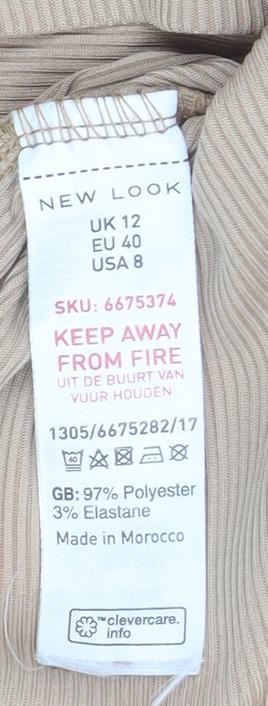 NEW LOOK
UK 12
EU 40
USA 8
SKU: 6675374
KEEP AWAY
FROM FIRE
UIT DE BUURT VAN
VUUR HOUDEN
1305/6675282/17
40
GB: 97% Polyester
3% Elastane
Made in Morocco
™clevercare.
info